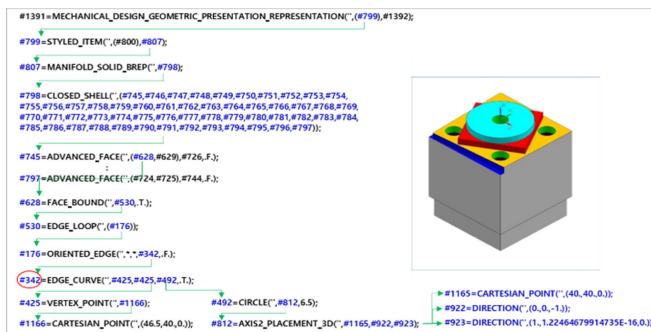 #1391=MECHANICAL_DESIGN_GEOMETRIC_PRESENTATION_REPRESENTATION('',(#799),#1392);
#799=STYLED_ITEM('',(#800),#807);
#807=MANIFOLD_SOLID_BREP('',#798);
#798=CLOSED_SHELL('',(#745,#746,#747,#748,#749,#750,#751,#752,#753,#754,
#755,#756,#757,#758,#759,#760,#761,#762,#763,#764,#765,#766,#767,#768,#769,
#770,#771,#772,#773,#774,#775,#776,#777,#778,#779,#780,#781,#782,#783,#784,
#785,#786,#787,#788,#789,#790,#791,#792,#793,#794,#795,#796,#797));
#745=ADVANCED_FACE('',(#628,#629),#726,.F.);
:
#797=ADVANCED_FACE('',(#724,#725),#744,.F.);
#628=FACE_BOUND('',#530,.T.);
#530=EDGE_LOOP('',(#176));
#176=ORIENTED_EDGE('',*,*,#342,.F.);
#342=EDGE_CURVE('',#425,#425,#492,.T.);
#425=VERTEX_POINT('',#1166);
#492=CIRCLE('',#812,6.5);
#1166=CARTESIAN_POINT('',(46.5,40.,0.));
#812=AXIS2_PLACEMENT_3D('',#1165,#922,#923);
#1165=CARTESIAN_POINT('',(40.,40.,0.));
#922=DIRECTION('',(0.,0.,-1.));
#923=DIRECTION('',(1.,1.22464679914735E-16,0.));